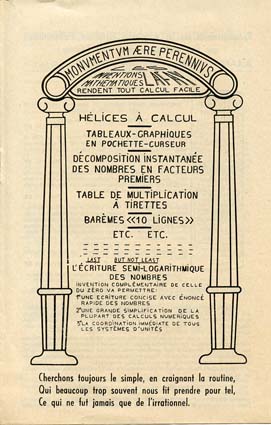 MONVMENTVM ÆRE PERENNIVS
INVENTIONS LAFAY
MATHÉMATIQUES
RENDENT TOUT CALCUL FACILE
HÉLICES À CALCUL
TABLEAUX-GRAPHIQUES
EN POCHETTE-CURSEUR
DÉCOMPOSITION INSTANTANÉE
DES NOMBRES EN FACTEURS
PREMIERS
TABLE DE MULTIPLICATION
À TIRETTES
BARÈMES «10 LIGNES»
ETC. ETC.
LAST BUT NOT LEAST
L'ÉCRITURE SEMI-LOGARITHMIQUE
DES NOMBRES
INVENTION COMPLÉMENTAIRE DE CELLE
DU ZÉRO VA PERMETTRE:
1° UNE ÉCRITURE CONCISE AVEC ÉNONCÉ
RAPIDE DES NOMBRES
2° UNE GRANDE SIMPLIFICATION DE LA
PLUPART DES CALCULS NUMÉRIQUES
3° LA COORDINATION IMMÉDIATE DE TOUS
LES SYSTÈMES D'UNITÉS
Cherchons toujours le simple, en craignant la routine,
Qui beaucoup trop souvent nous fit prendre pour tel,
Ce qui ne fut jamais que de l'irrationnel.